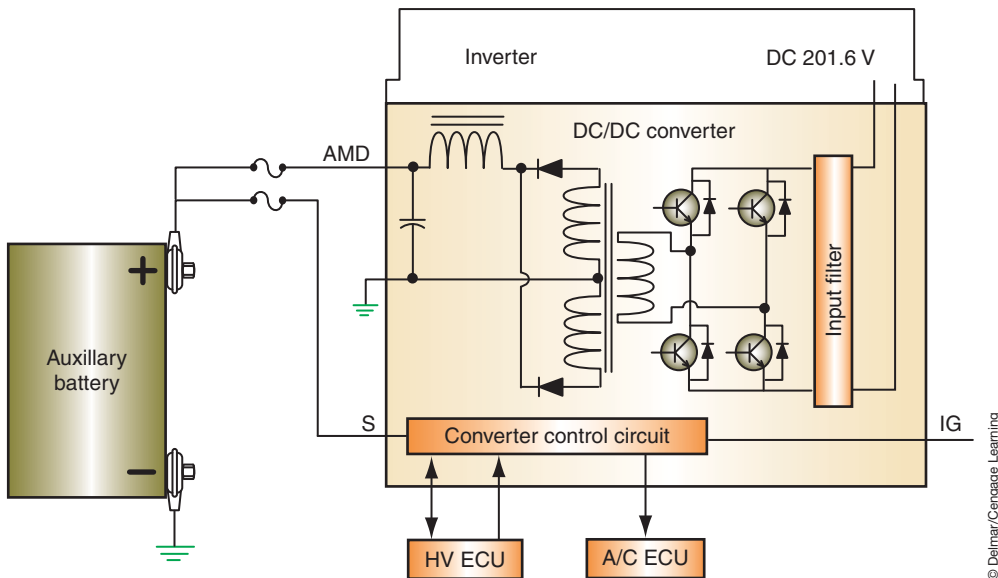 Inverter
DC 201.6 V
DC/DC converter
AMD
Input filter
+
Auxillary
battery
−
S
Converter control circuit
IG
HV ECU
A/C ECU
© Delmar/Cengage Learning